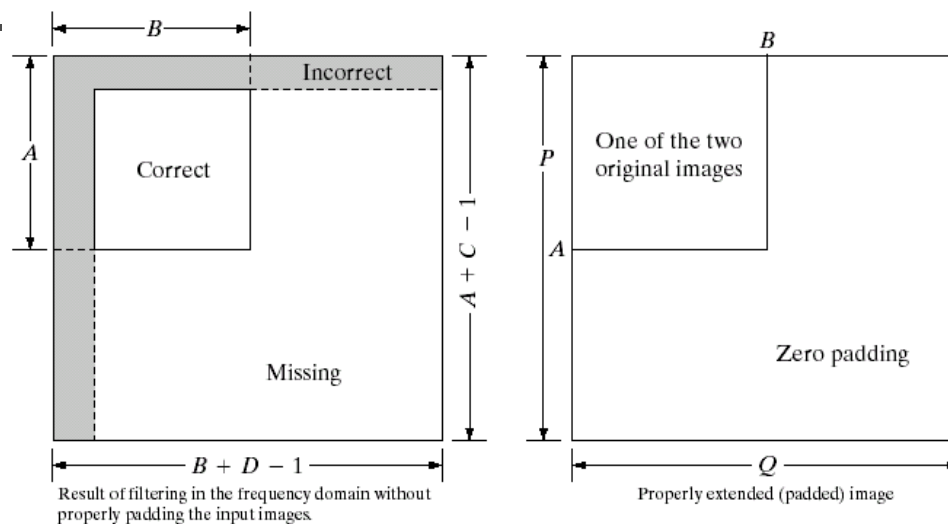 B
Incorrect
A
Correct
A + C − 1
Missing
B + D − 1
Result of filtering in the frequency domain without
properly padding the input images.
B
One of the two
original images
P
A
Zero padding
Q
Properly extended (padded) image